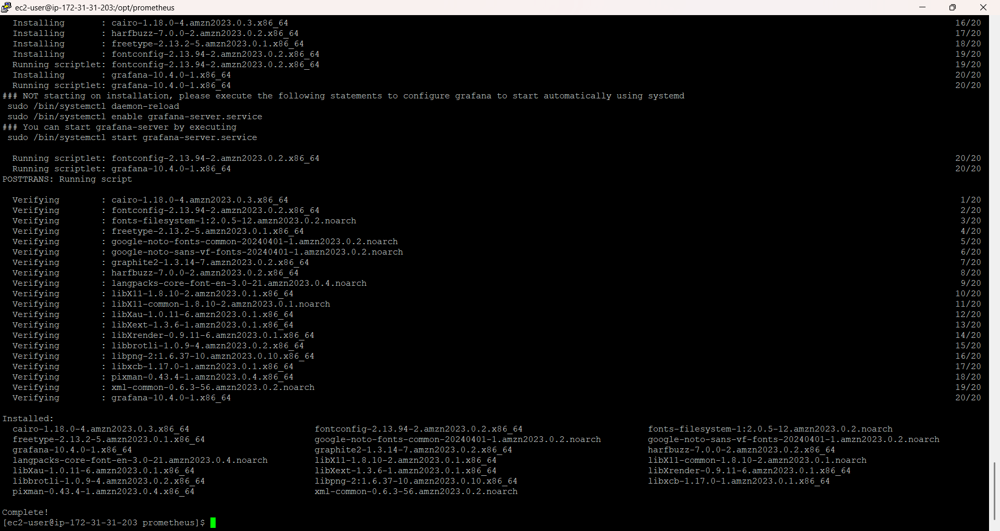 ec2-user@ip-172-31-31-203:/opt/prometheus
Installing : cairo-1.18.0-4.amzn2023.0.3.x86_64 16/20
Installing : harfbuzz-7.0.0-2.amzn2023.0.2.x86_64 17/20
Installing : freetype-2.13.2-5.amzn2023.0.1.x86_64 18/20
Installing : fontconfig-2.13.94-2.amzn2023.0.2.x86_64 19/20
Running scriptlet: fontconfig-2.13.94-2.amzn2023.0.2.x86_64 19/20
Installing : grafana-10.4.0-1.x86_64 20/20
Running scriptlet: grafana-10.4.0-1.x86_64 20/20
### NOT starting on installation, please execute the following statements to configure grafana to start automatically using systemd
sudo /bin/systemctl daemon-reload
sudo /bin/systemctl enable grafana-server.service
### You can start grafana-server by executing
sudo /bin/systemctl start grafana-server.service
Running scriptlet: fontconfig-2.13.94-2.amzn2023.0.2.x86_64 20/20
Running scriptlet: grafana-10.4.0-1.x86_64 20/20
POSTTRANS: Running script
Verifying : cairo-1.18.0-4.amzn2023.0.3.x86_64 1/20
Verifying : fontconfig-2.13.94-2.amzn2023.0.2.x86_64 2/20
Verifying : fonts-filesystem-1:2.0.5-12.amzn2023.0.2.noarch 3/20
Verifying : freetype-2.13.2-5.amzn2023.0.1.x86_64 4/20
Verifying : google-noto-fonts-common-20240401-1.amzn2023.0.2.noarch 5/20
Verifying : google-noto-sans-vf-fonts-20240401-1.amzn2023.0.2.noarch 6/20
Verifying : graphite2-1.3.14-7.amzn2023.0.2.x86_64 7/20
Verifying : harfbuzz-7.0.0-2.amzn2023.0.2.x86_64 8/20
Verifying : langpacks-core-font-en-3.0-21.amzn2023.0.4.noarch 9/20
Verifying : libX11-1.8.10-2.amzn2023.0.1.x86_64 10/20
Verifying : libX11-common-1.8.10-2.amzn2023.0.1.noarch 11/20
Verifying : libXau-1.0.11-6.amzn2023.0.1.x86_64 12/20
Verifying : libXext-1.3.6-1.amzn2023.0.1.x86_64 13/20
Verifying : libXrender-0.9.11-6.amzn2023.0.1.x86_64 14/20
Verifying : libbrotli-1.0.9-4.amzn2023.0.2.x86_64 15/20
Verifying : libpng-2:1.6.37-10.amzn2023.0.10.x86_64 16/20
Verifying : libxcb-1.17.0-1.amzn2023.0.1.x86_64 17/20
Verifying : pixman-0.43.4-1.amzn2023.0.4.x86_64 18/20
Verifying : xml-common-0.6.3-56.amzn2023.0.2.noarch 19/20
Verifying : grafana-10.4.0-1.x86_64 20/20
Installed:
cairo-1.18.0-4.amzn2023.0.3.x86_64 fontconfig-2.13.94-2.amzn2023.0.2.x86_64 fonts-filesystem-1:2.0.5-12.amzn2023.0.2.noarch
freetype-2.13.2-5.amzn2023.0.1.x86_64 google-noto-fonts-common-20240401-1.amzn2023.0.2.noarch google-noto-sans-vf-fonts-20240401-1.amzn2023.0.2.noarch
grafana-10.4.0-1.x86_64 graphite2-1.3.14-7.amzn2023.0.2.x86_64 harfbuzz-7.0.0-2.amzn2023.0.2.x86_64
langpacks-core-font-en-3.0-21.amzn2023.0.4.noarch libX11-1.8.10-2.amzn2023.0.1.x86_64 libX11-common-1.8.10-2.amzn2023.0.1.noarch
libXau-1.0.11-6.amzn2023.0.1.x86_64 libXext-1.3.6-1.amzn2023.0.1.x86_64 libXrender-0.9.11-6.amzn2023.0.1.x86_64
libbrotli-1.0.9-4.amzn2023.0.2.x86_64 libpng-2:1.6.37-10.amzn2023.0.10.x86_64 libxcb-1.17.0-1.amzn2023.0.1.x86_64
pixman-0.43.4-1.amzn2023.0.4.x86_64 xml-common-0.6.3-56.amzn2023.0.2.noarch
Complete!
[ec2-user@ip-172-31-31-203 prometheus]$